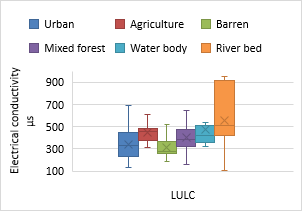 Urban
Agriculture
Barren
Mixed forest
Water body
River bed
Electrical conductivity
µs
900
700
500
300
100
LULC